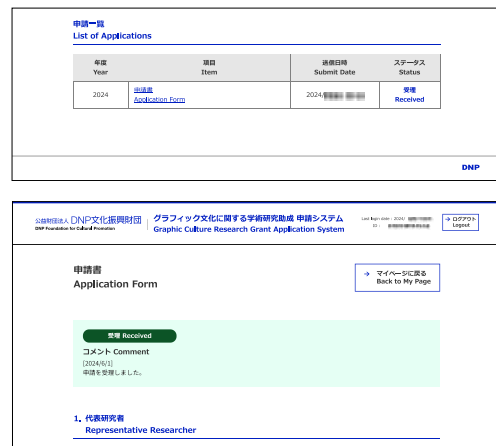 申請一覧
List of Applications
年度 項目 送信日時 ステータス
Year Item Submit Date Status
2024 申請書 2024/ 受理
Application Form Received
DNP
公益財団法人 DNP文化振興財団 グラフィック文化に関する学術研究助成 申請システム Last login date : 2024/ → ログアウト
DNP Foundation for Cultural Promotion Graphic Culture Research Grant Application System ID : Logout
申請書 → マイページに戻る
Application Form Back to My Page
受理 Received
コメント Comment
[2024/6/1]
申請を受理しました。
1. 代表研究者
Representative Researcher